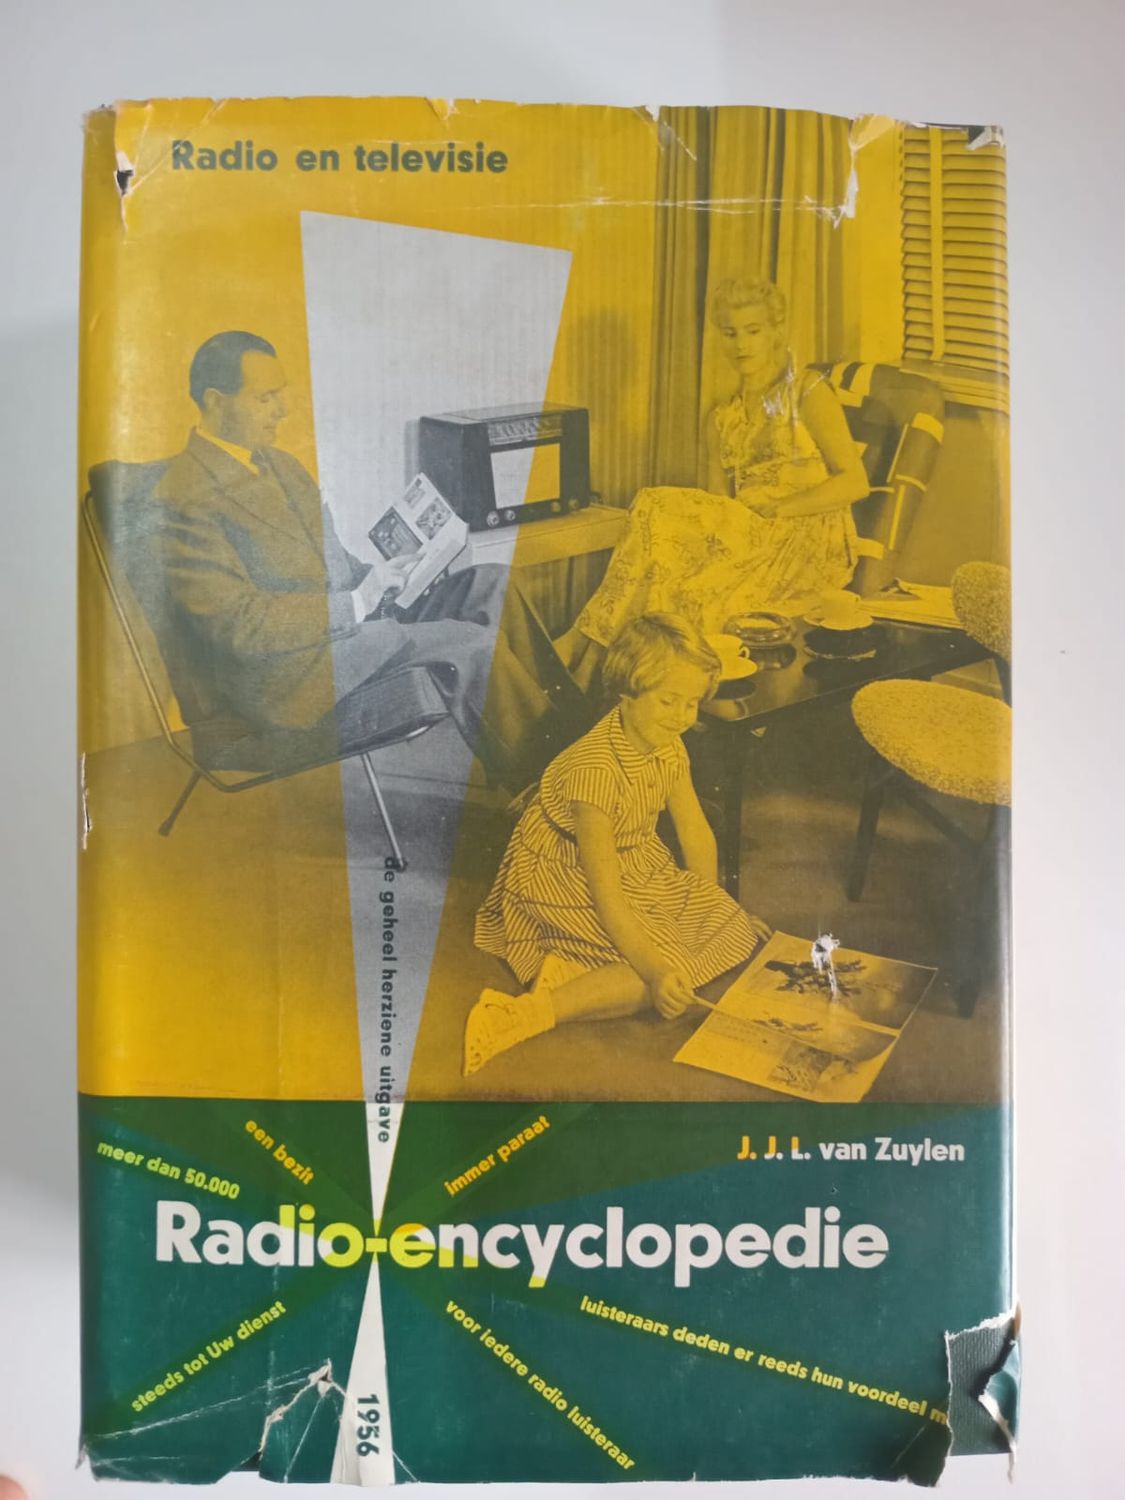 Radio en televisie
de geheel herziene uitgave
een bezit
immer paraat
meer dan 50.000
J. J. L. van Zuylen
Radio-encyclopedie
steeds tot Uw dienst
voor iedere radio luisteraar
luisteraars deden er reeds hun voordeel m
1956